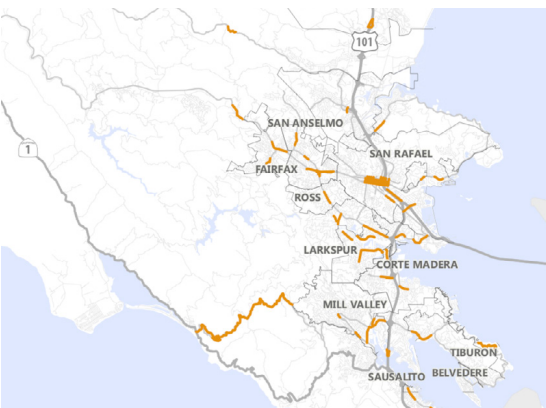 101
SAN ANSELMO
1
SAN RAFAEL
FAIRFAX
ROSS
LARKSPUR
CORTE MADERA
MILL VALLEY
TIBURON
BELVEDERE
SAUSALITO